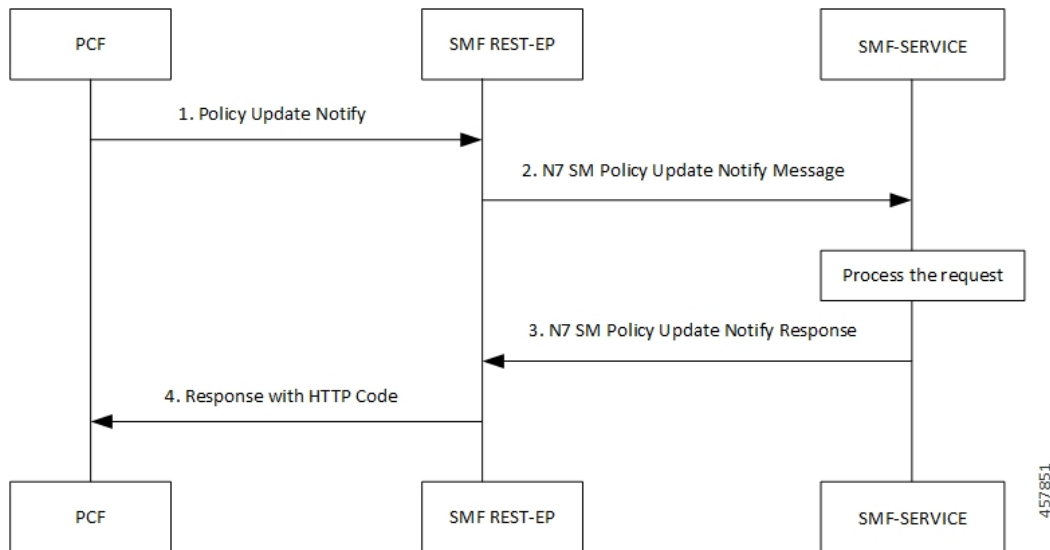 PCF
SMF REST-EP
SMF-SERVICE
1. Policy Update Notify
2. N7 SM Policy Update Notify Message
Process the request
3. N7 SM Policy Update Notify Response
4. Response with HTTP Code
PCF
SMF REST-EP
SMF-SERVICE
457851